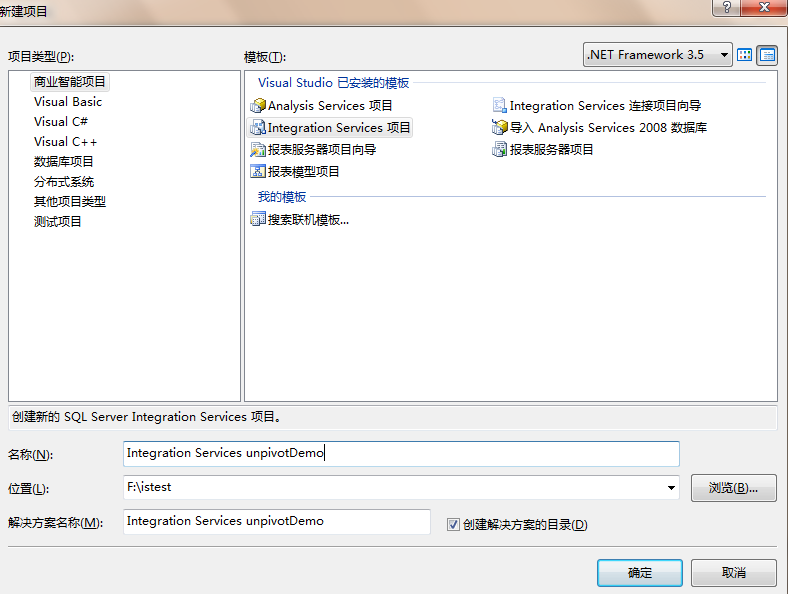 新建项目
项目类型(P):
模板(T):
.NET Framework 3.5
商业智能项目
Visual Basic
Visual C#
Visual C++
数据库项目
分布式系统
其他项目类型
测试项目
Visual Studio 已安装的模板
Analysis Services 项目
Integration Services 连接项目向导
Integration Services 项目
导入 Analysis Services 2008 数据库
报表服务器项目向导
报表服务器项目
报表模型项目
我的模板
搜索联机模板...
创建新的 SQL Server Integration Services 项目。
名称(N):
Integration Services unpivotDemo
位置(L):
F:\istest
浏览(B)...
解决方案名称(M):
Integration Services unpivotDemo
创建解决方案的目录(D)
确定
取消